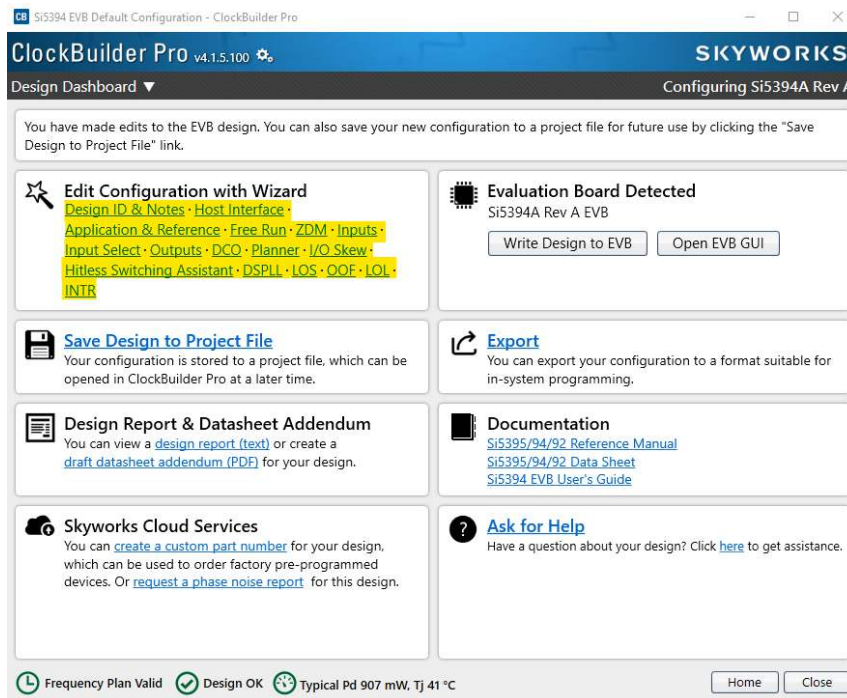 CB Si5394 EVB Default Configuration - ClockBuilder Pro
ClockBuilder Pro v4.1.5.100
SKYWORKS
Design Dashboard ▼
Configuring Si5394A Rev A
You have made edits to the EVB design. You can also save your new configuration to a project file for future use by clicking the "Save
Design to Project File" link.
Edit Configuration with Wizard
Design ID & Notes · Host Interface ·
Application & Reference · Free Run · ZDM · Inputs ·
Input Select · Outputs · DCO · Planner · I/O Skew ·
Hitless Switching Assistant · DSPLL · LOS · OOF · LOL ·
INTR
Evaluation Board Detected
Si5394A Rev A EVB
Write Design to EVB
Open EVB GUI
Save Design to Project File
Your configuration is stored to a project file, which can be
opened in ClockBuilder Pro at a later time.
Export
You can export your configuration to a format suitable for
in-system programming.
Design Report & Datasheet Addendum
You can view a design report (text) or create a
draft datasheet addendum (PDF) for your design.
Documentation
Si5395/94/92 Reference Manual
Si5395/94/92 Data Sheet
Si5394 EVB User's Guide
Skyworks Cloud Services
You can create a custom part number for your design,
which can be used to order factory pre-programmed
devices. Or request a phase noise report for this design.
? Ask for Help
Have a question about your design? Click here to get assistance.
Frequency Plan Valid
Design OK
Typical Pd 907 mW, Tj 41 °C
Home
Close